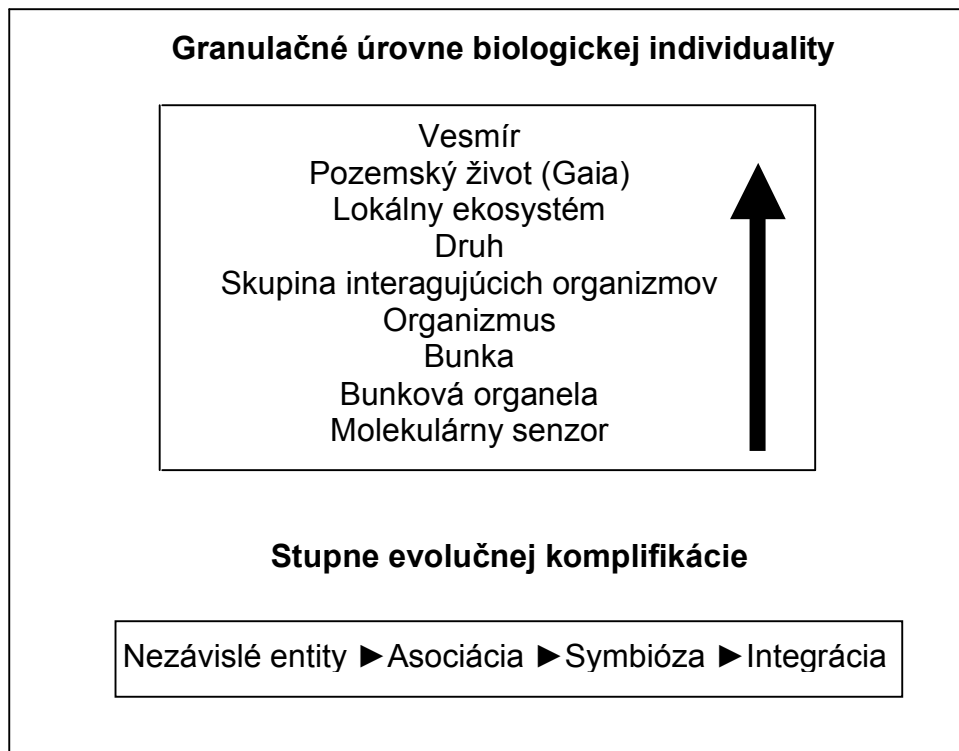 Granulačné úrovne biologickej individuality
Vesmír
Pozemský život (Gaia)
Lokálny ekosystém
Druh
Skupina interagujúcich organizmov
Organizmus
Bunka
Bunková organela
Molekulárny senzor
Stupne evolučnej komplifikácie
Nezávislé entity ►Asociácia ►Symbióza ►Integrácia